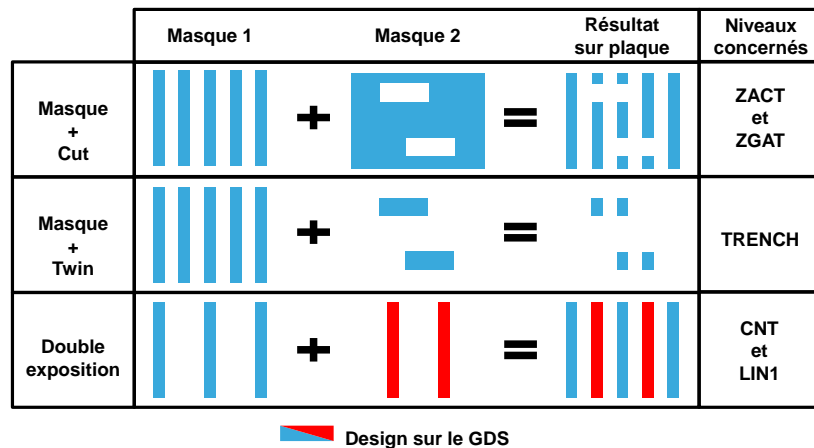 Masque 1
Masque 2
Résultat
sur plaque
Niveaux
concernés
Masque
+
Cut
+
=
ZACT
et
ZGAT
Masque
+
Twin
+
=
TRENCH
Double
exposition
+
=
CNT
et
LIN1
Design sur le GDS